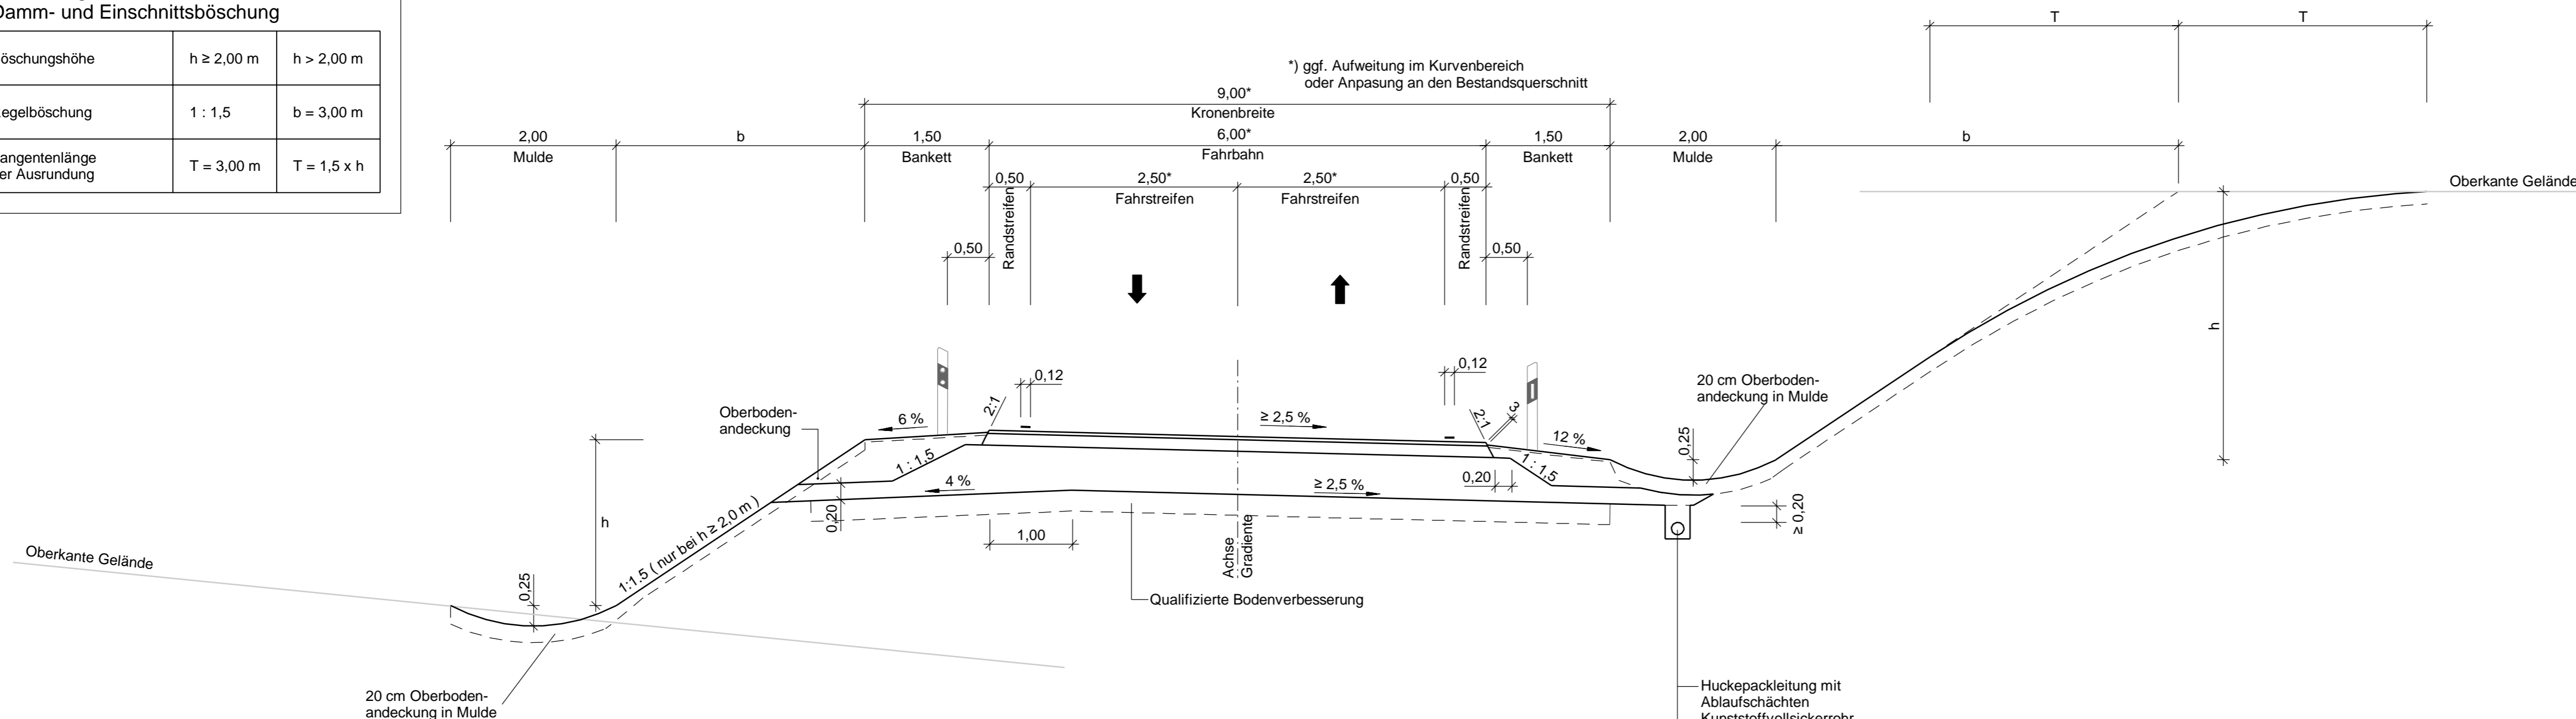 Damm- und Einschnittsböschung
h ≥ 2,00 m
h > 2,00 m
1 : 1,5
b = 3,00 m
T = 3,00 m
T = 1,5 x h
T
T
*) ggf. Aufweitung im Kurvenbereich
oder Anpasung an den Bestandsquerschnitt
9,00*
Kronenbreite
2,00
b
1,50
6,00*
1,50
2,00
b
Mulde
Bankett
Fahrbahn
Bankett
Mulde
0,50
2,50*
2,50*
0,50
Randstreifen
Fahrstreifen
Fahrstreifen
Randstreifen
Oberkante Gelände
0,50
0,50
h
0,12
0,12
20 cm Oberboden-
andeckung in Mulde
Oberboden-
andeckung
6 %
2:1
≥ 2,5 %
2:1
3
12 %
0,25
1 : 1,5
1 : 1,5
0,20
4 %
≥ 2,5 %
0,20
≥ 0,20
h
1:1.5 ( nur bei h ≥ 2,0 m )
1,00
Achse
Gradiente
Oberkante Gelände
0,25
Qualifizierte Bodenverbesserung
20 cm Oberboden-
andeckung in Mulde
Huckepackleitung mit
Ablaufschächten
Kunststoffvollsickerrohr